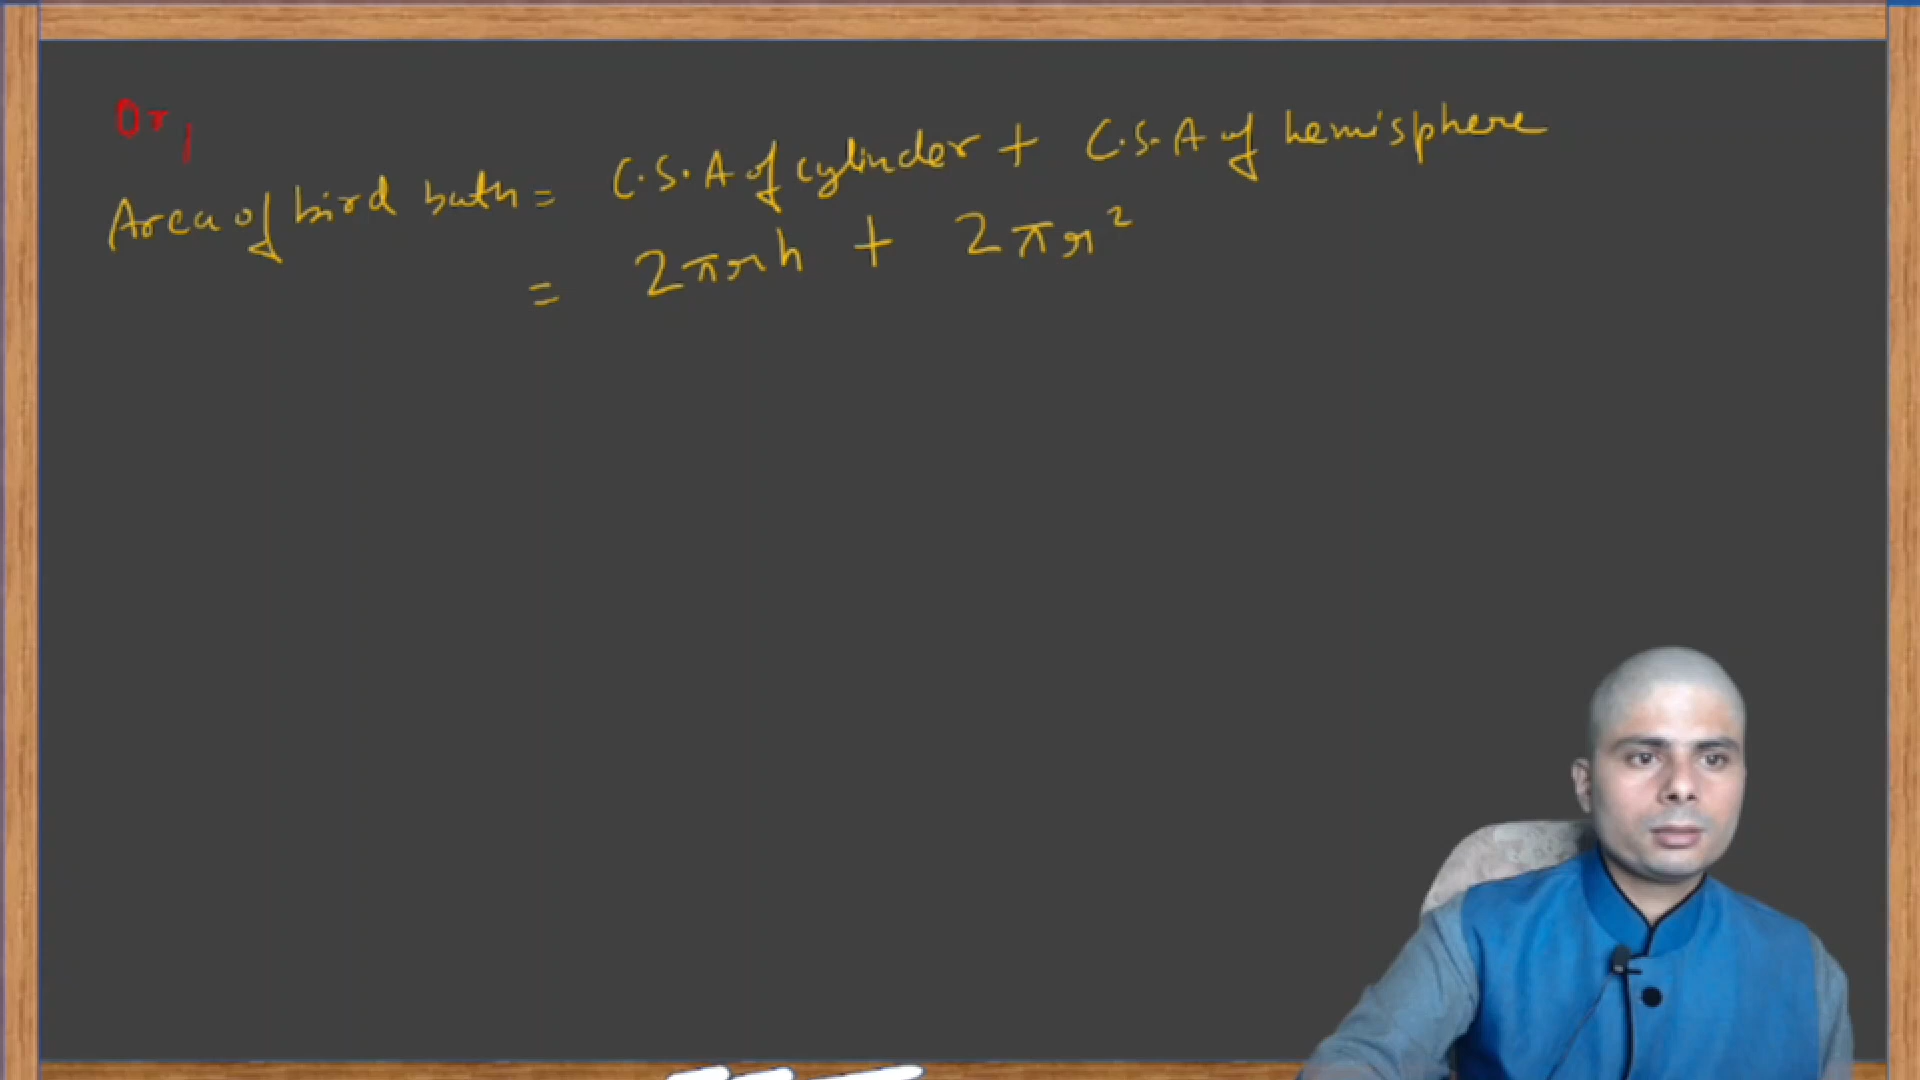 Or,
Area of bird bath = C.S.A of cylinder + C.S.A of hemisphere
= 2πrh + 2πr²